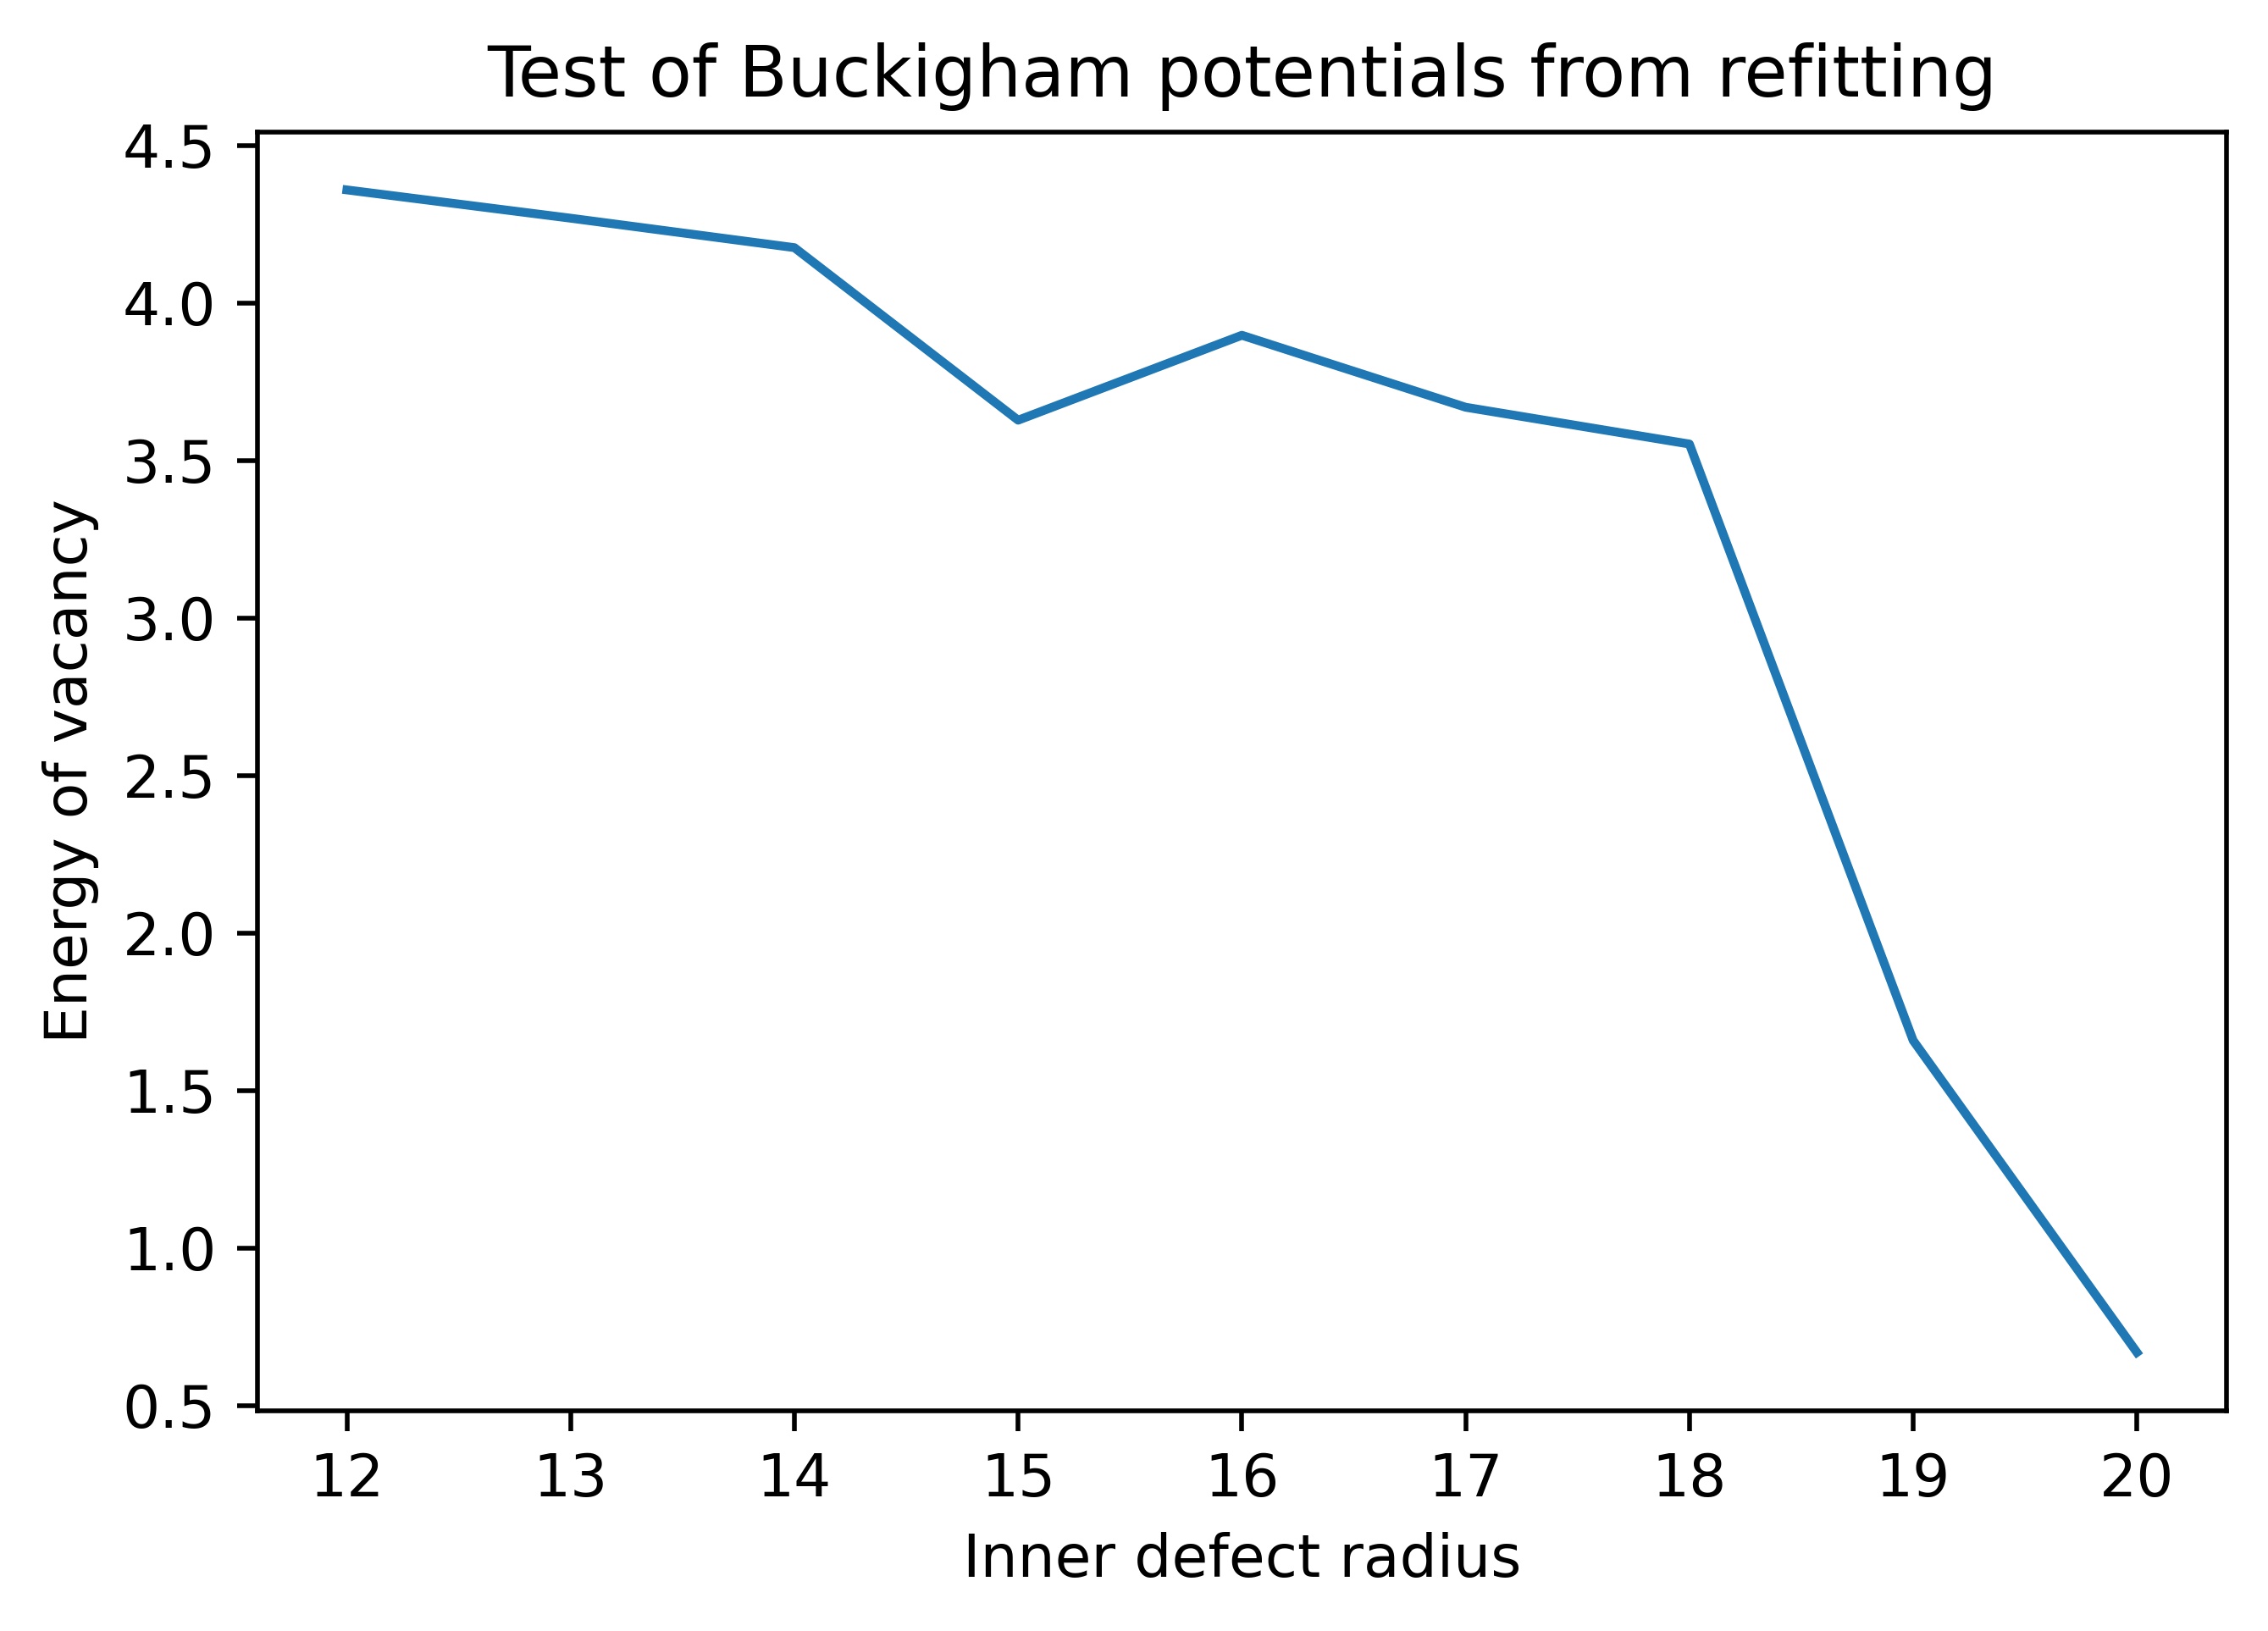 Test of Buckigham potentials from refitting
4.5
4.0
3.5
3.0
2.5
2.0
1.5
1.0
0.5
Energy of vacancy
12 13 14 15 16 17 18 19 20
Inner defect radius